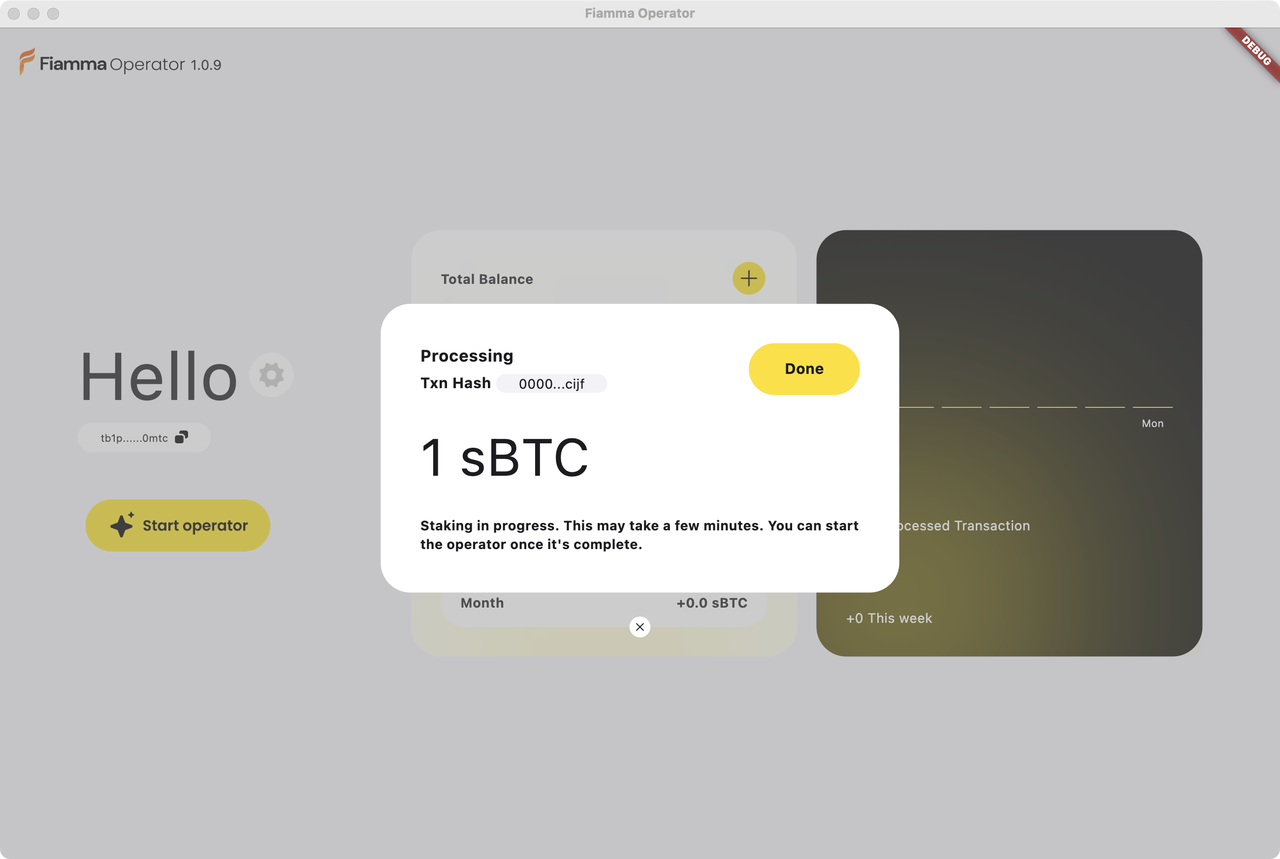 Fiamma Operator
Fiamma Operator 1.0.9
DEBUG
Total Balance
Processing
Txn Hash 0000...cijf
Done
1 sBTC
Staking in progress. This may take a few minutes. You can start
the operator once it's complete.
Hello
tb1p......0mtc
Start operator
Month +0.0 sBTC
Mon
Transaction
+0 This week